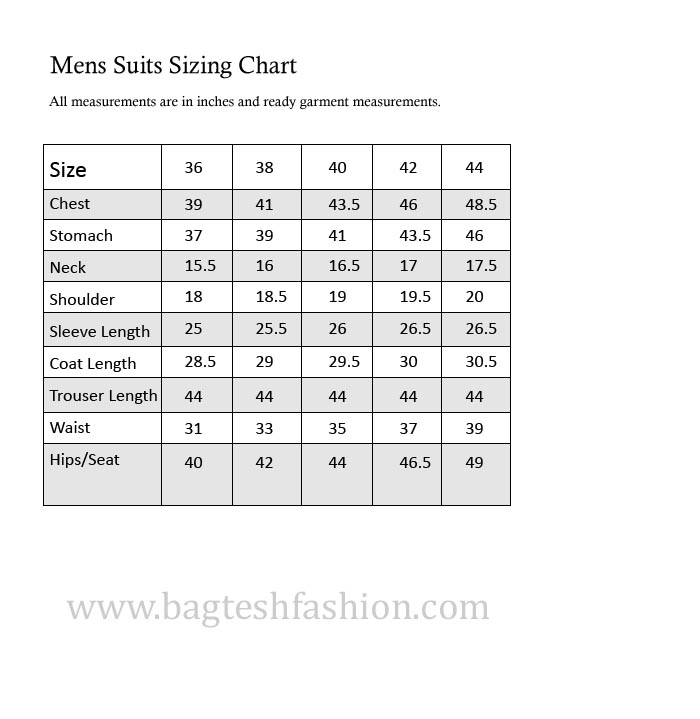 Mens Suits Sizing Chart
All measurements are in inches and ready garment measurements.
Size 36 38 40 42 44
Chest 39 41 43.5 46 48.5
Stomach 37 39 41 43.5 46
Neck 15.5 16 16.5 17 17.5
Shoulder 18 18.5 19 19.5 20
Sleeve Length 25 25.5 26 26.5 26.5
Coat Length 28.5 29 29.5 30 30.5
Trouser Length 44 44 44 44 44
Waist 31 33 35 37 39
Hips/Seat 40 42 44 46.5 49
www.bagteshfashion.com